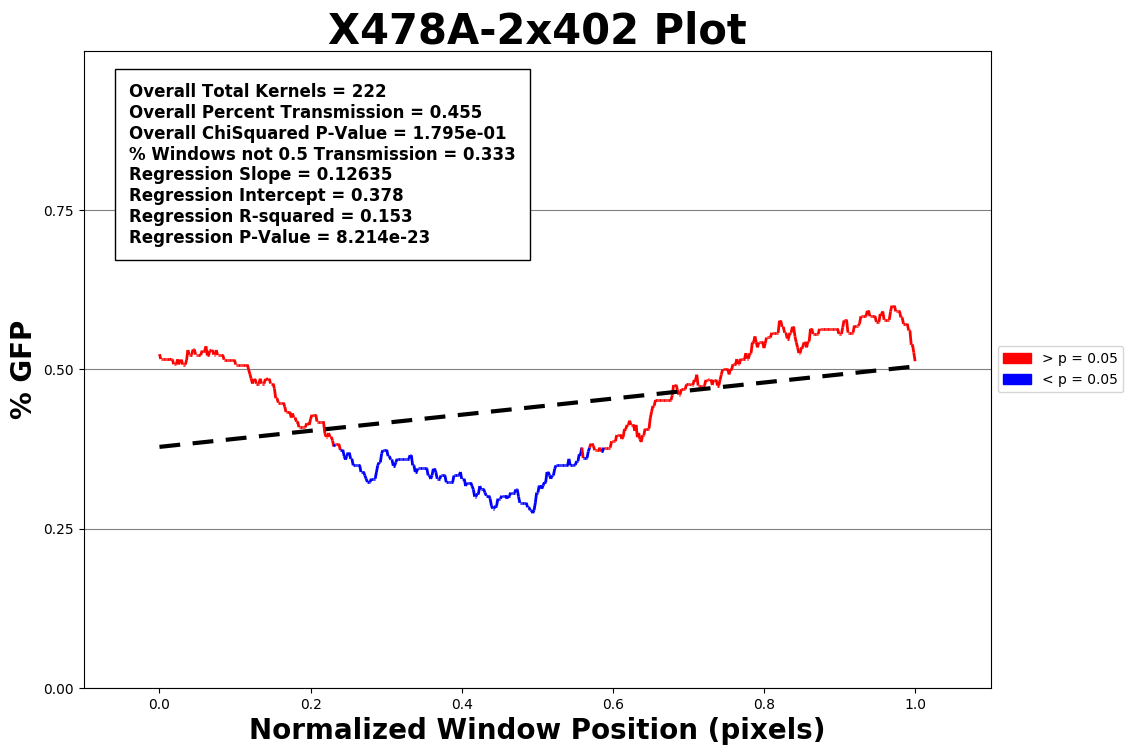 X478A-2x402 Plot
Overall Total Kernels = 222
Overall Percent Transmission = 0.455
Overall ChiSquared P-Value = 1.795e-01
% Windows not 0.5 Transmission = 0.333
Regression Slope = 0.12635
Regression Intercept = 0.378
Regression R-squared = 0.153
Regression P-Value = 8.214e-23
% GFP
0.75
0.50
0.25
0.00
> p = 0.05
< p = 0.05
0.0 0.2 0.4 0.6 0.8 1.0
Normalized Window Position (pixels)